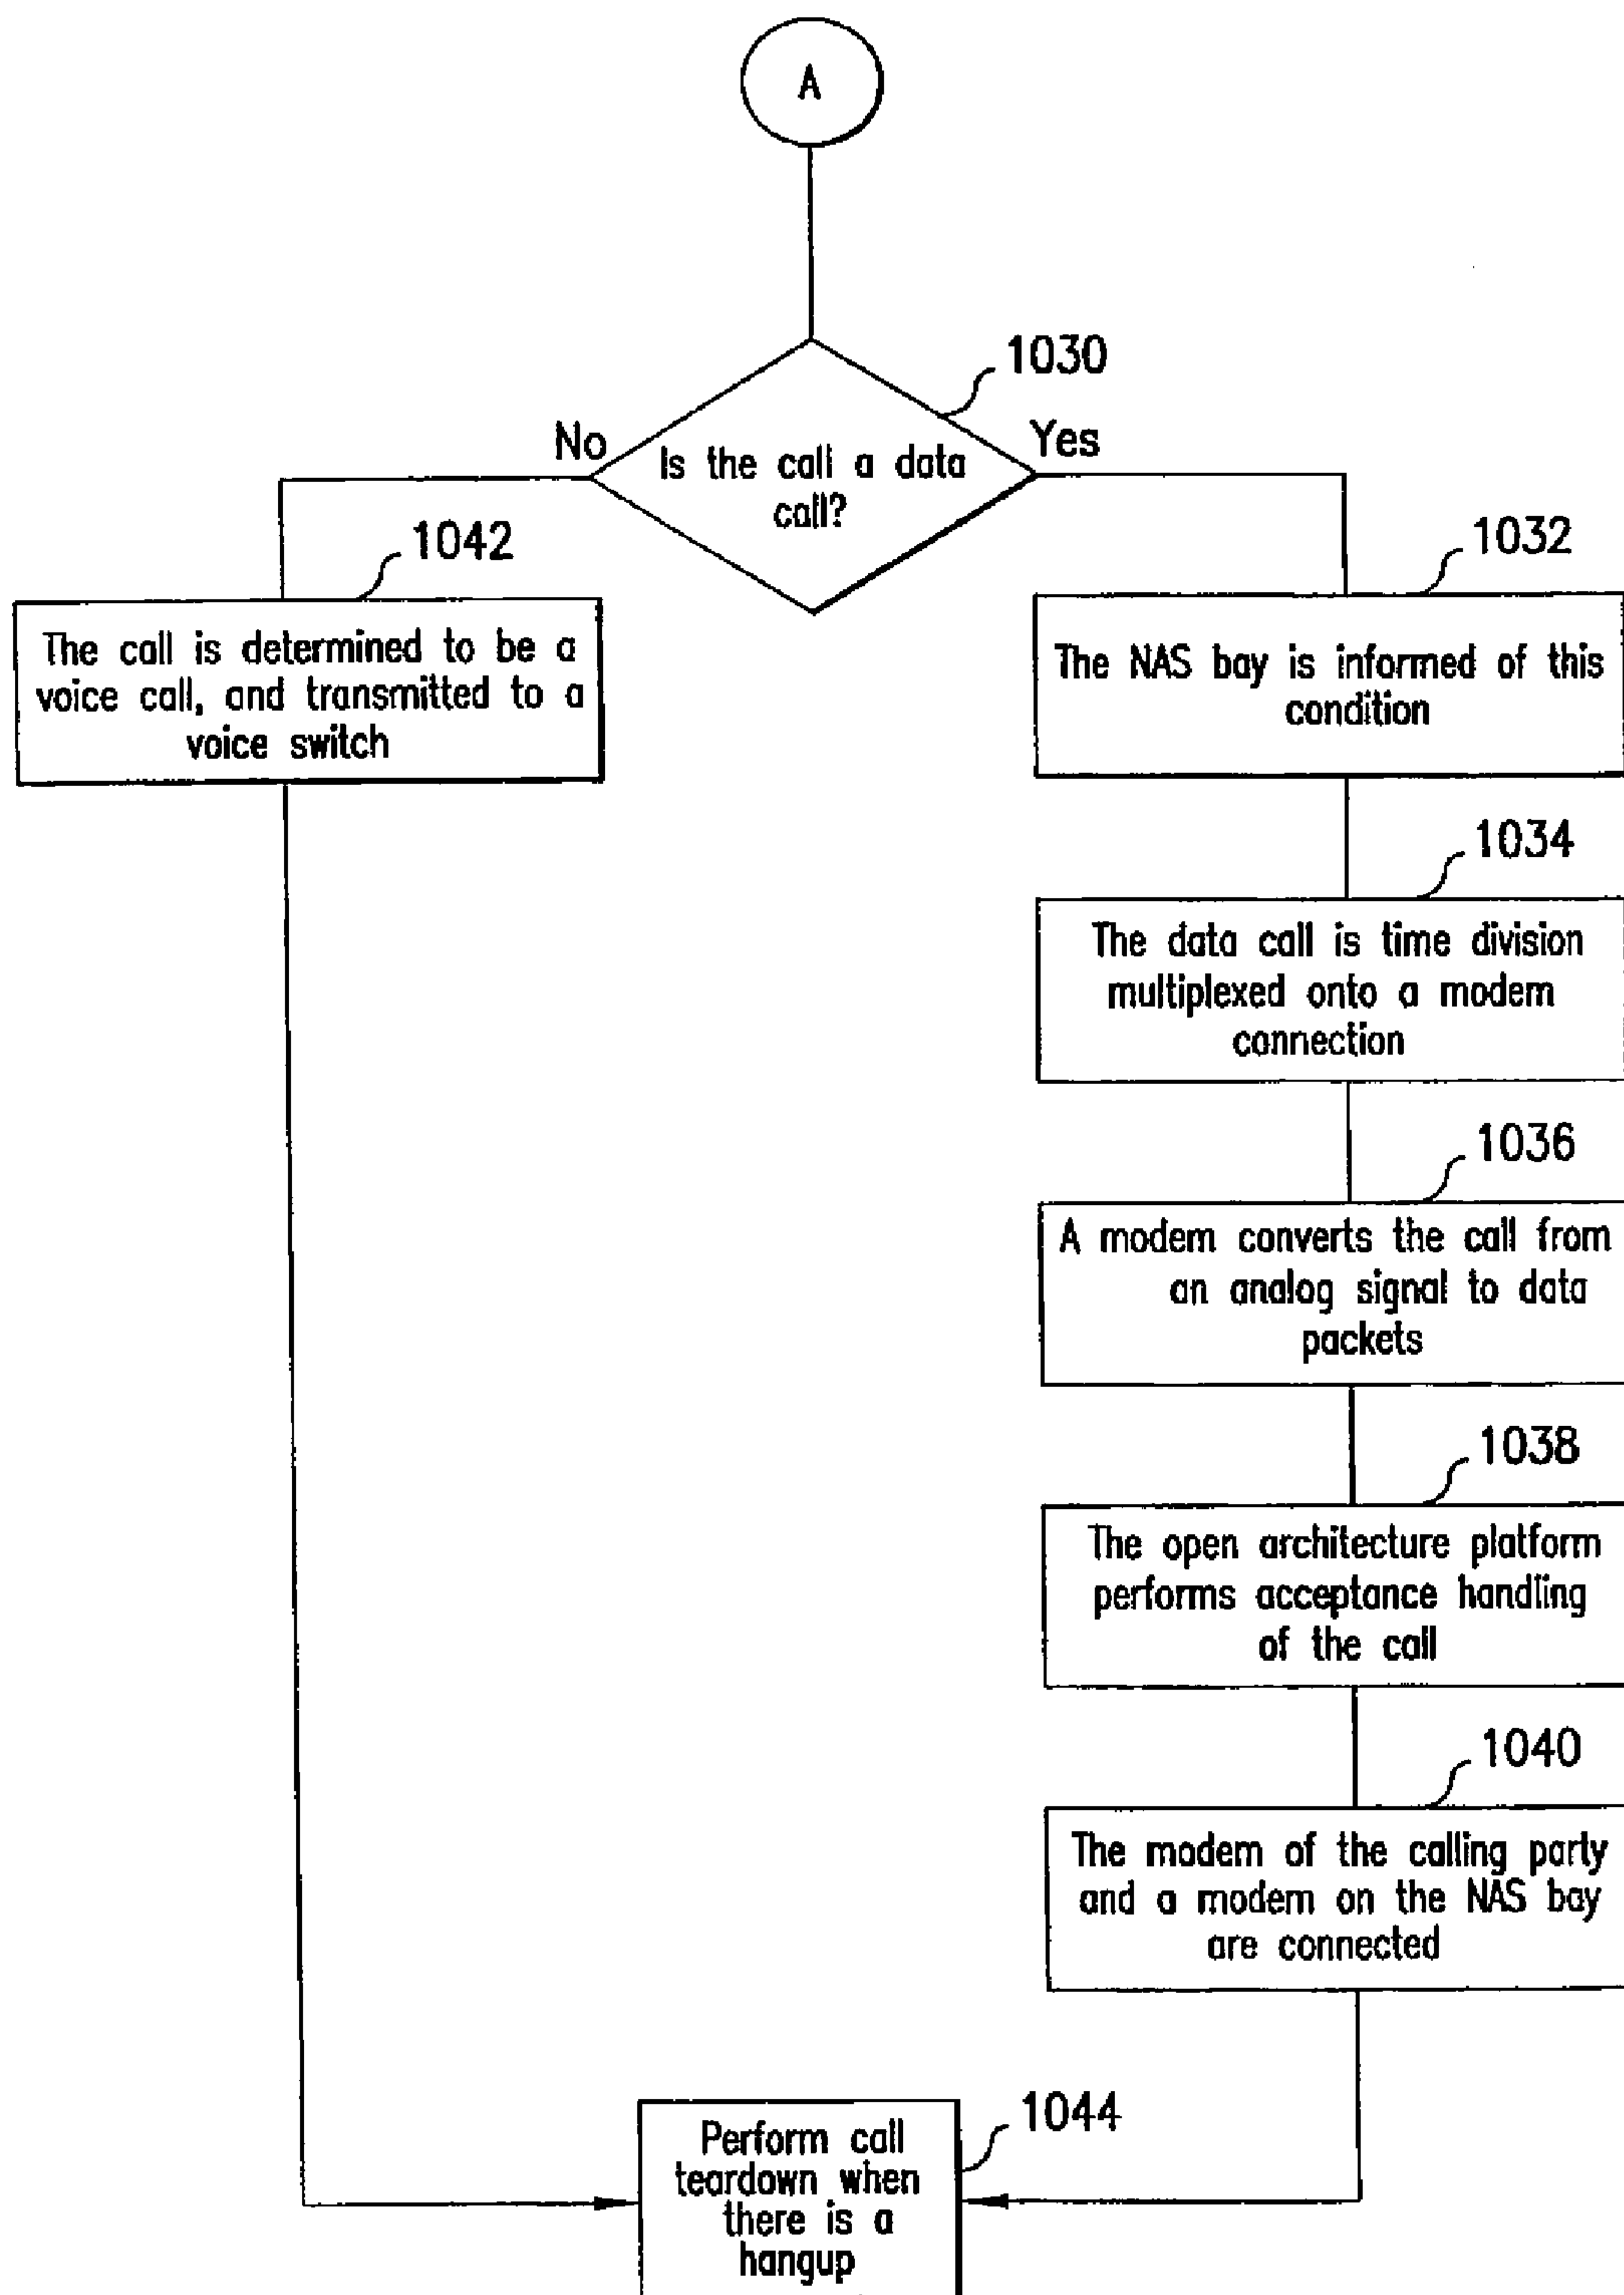 A
1030
No
Yes
Is the call a data
call?
1042
1032
The call is determined to be a
voice call, and transmitted to a
voice switch
The NAS bay is informed of this
condition
1034
The data call is time division
multiplexed onto a modem
connection
1036
A modem converts the call from
an analog signal to data
packets
1038
The open architecture platform
performs acceptance handling
of the call
1040
The modem of the calling party
and a modem on the NAS bay
are connected
1044
Perform call
teardown when
there is a
hangup